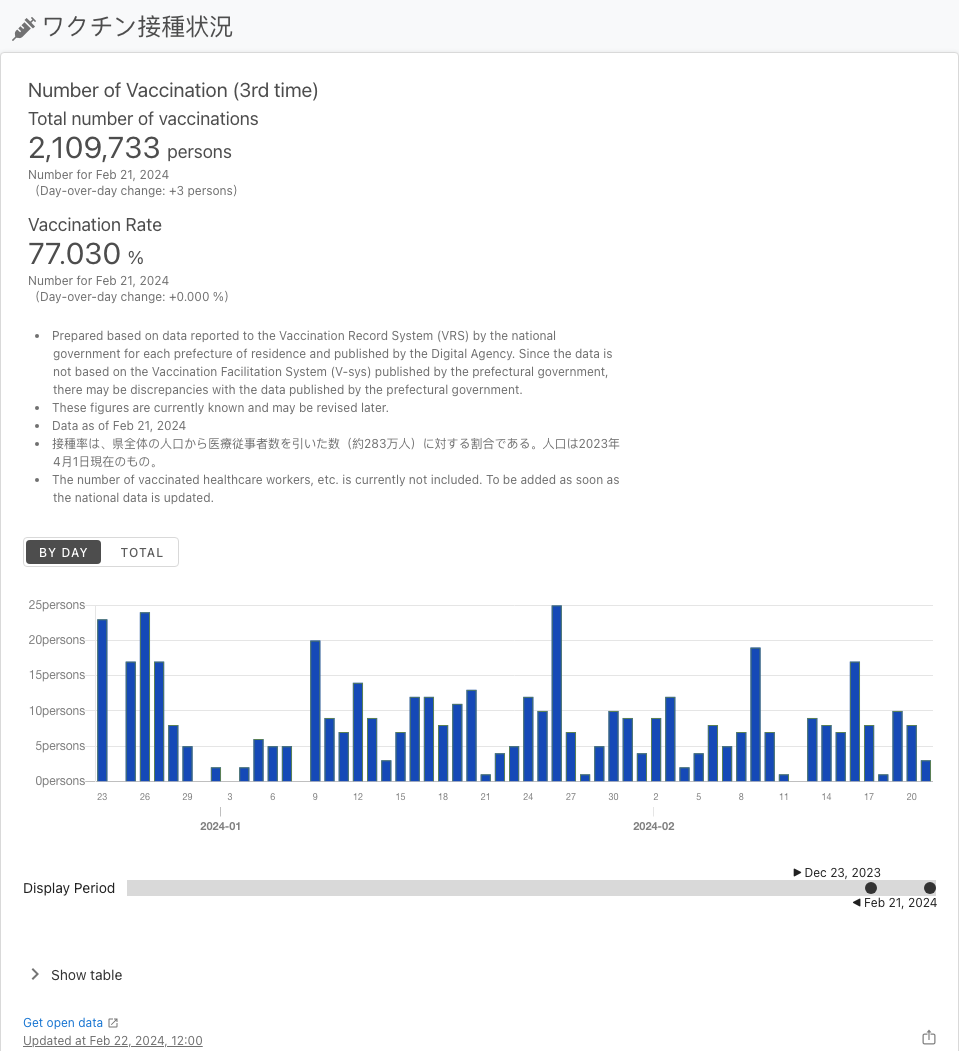 ワクチン接種状況
Number of Vaccination (3rd time)
Total number of vaccinations
2,109,733 persons
Number for Feb 21, 2024
(Day-over-day change: +3 persons)
Vaccination Rate
77.030 %
Number for Feb 21, 2024
(Day-over-day change: +0.000 %)
• Prepared based on data reported to the Vaccination Record System (VRS) by the national
government for each prefecture of residence and published by the Digital Agency. Since the data is
not based on the Vaccination Facilitation System (V-sys) published by the prefectural government,
there may be discrepancies with the data published by the prefectural government.
• These figures are currently known and may be revised later.
• Data as of Feb 21, 2024
• 接種率は、県全体の人口から医療従事者数を引いた数（約283万人）に対する割合である。人口は2023年
4月1日現在のもの。
• The number of vaccinated healthcare workers, etc. is currently not included. To be added as soon as
the national data is updated.
BY DAY TOTAL
25persons
20persons
15persons
10persons
5persons
0persons
23 26 29 3 6 9 12 15 18 21 24 27 30 2 5 8 11 14 17 20
2024-01 2024-02
Dec 23, 2023
Display Period
Feb 21, 2024
Show table
Get open data
Updated at Feb 22, 2024, 12:00